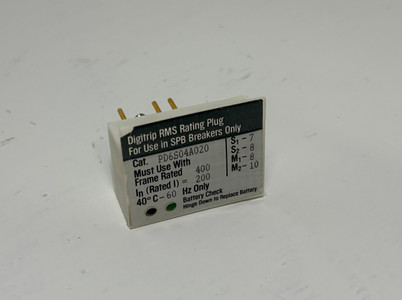 Digitrip RMS Rating Plug
For Use in SPB Breakers Only
Cat. PD6S04A020
Must Use With
Frame Rated 400
In (Rated I) = 200
40°C-60 Hz Only
Battery Check
Hinge Down to Replace Battery
S1-7
S2-8
M1-8
M2-10